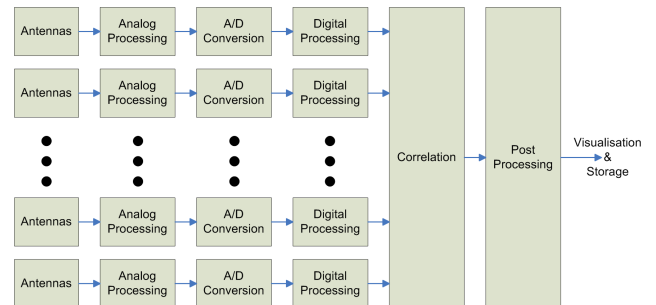 Antennas
Analog
Processing
A/D
Conversion
Digital
Processing
Antennas
Analog
Processing
A/D
Conversion
Digital
Processing
Correlation
Post
Processing
Visualisation
&
Storage
Antennas
Analog
Processing
A/D
Conversion
Digital
Processing
Antennas
Analog
Processing
A/D
Conversion
Digital
Processing